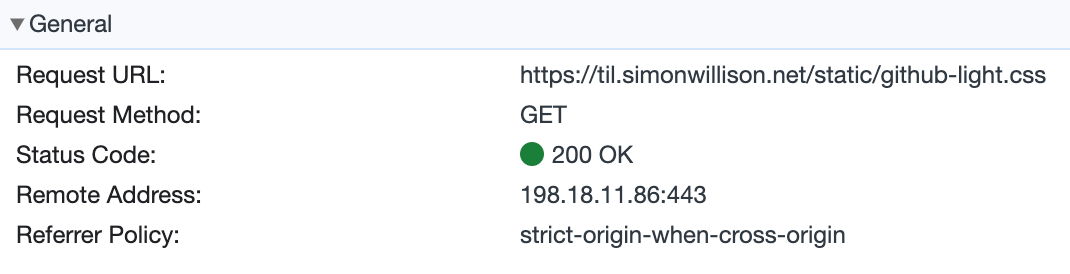 General
Request URL: https://til.simonwillison.net/static/github-light.css
Request Method: GET
Status Code: 200 OK
Remote Address: 198.18.11.86:443
Referrer Policy: strict-origin-when-cross-origin